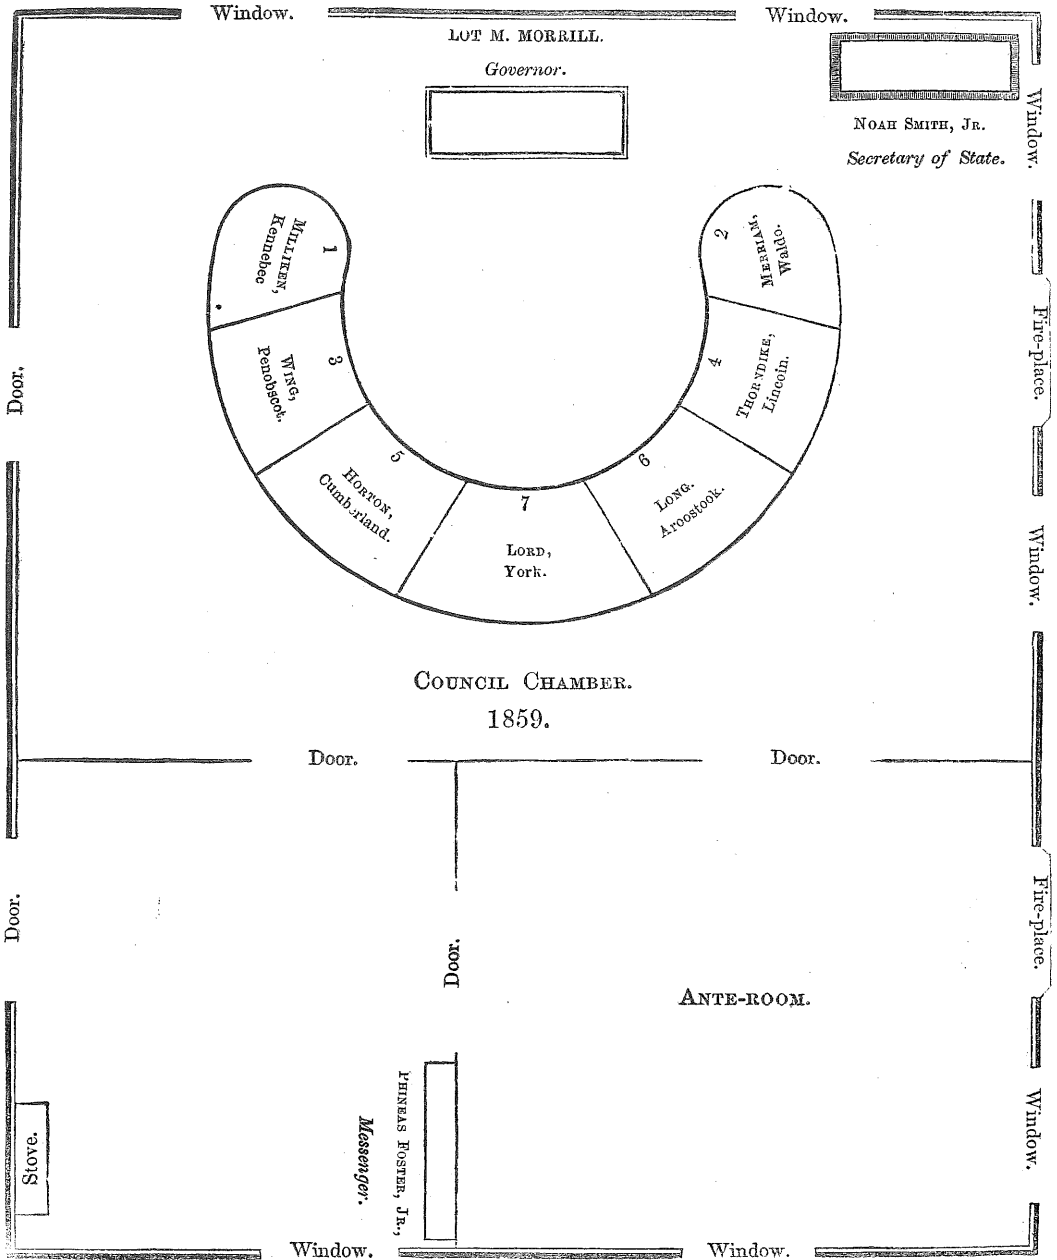 Window.
Window.
LOT M. MORRILL.
Governor.
NOAH SMITH, JR.
Secretary of State.
Window.
1
MILLIKEN,
Kennebec
2
MERRIAM,
Waldo.
3
WING,
Penobscot.
4
THORNDIKE,
Lincoln.
5
HORTON,
Cumberland.
6
LONG.
Aroostook.
7
LORD,
York.
Door.
Fire-place.
Window.
COUNCIL CHAMBER.
1859.
Door.
Door.
Door.
Door.
Fire-place.
ANTE-ROOM.
PHINEAS FOSTER, JR.,
Messenger.
Stove.
Window.
Window.
Window.